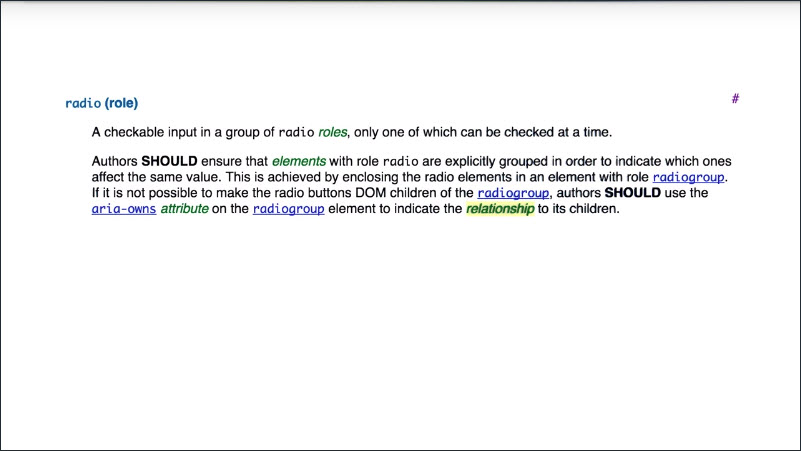 radio (role)
#
A checkable input in a group of radio roles, only one of which can be checked at a time.
Authors SHOULD ensure that elements with role radio are explicitly grouped in order to indicate which ones
affect the same value. This is achieved by enclosing the radio elements in an element with role radiogroup.
If it is not possible to make the radio buttons DOM children of the radiogroup, authors SHOULD use the
aria-owns attribute on the radiogroup element to indicate the relationship to its children.